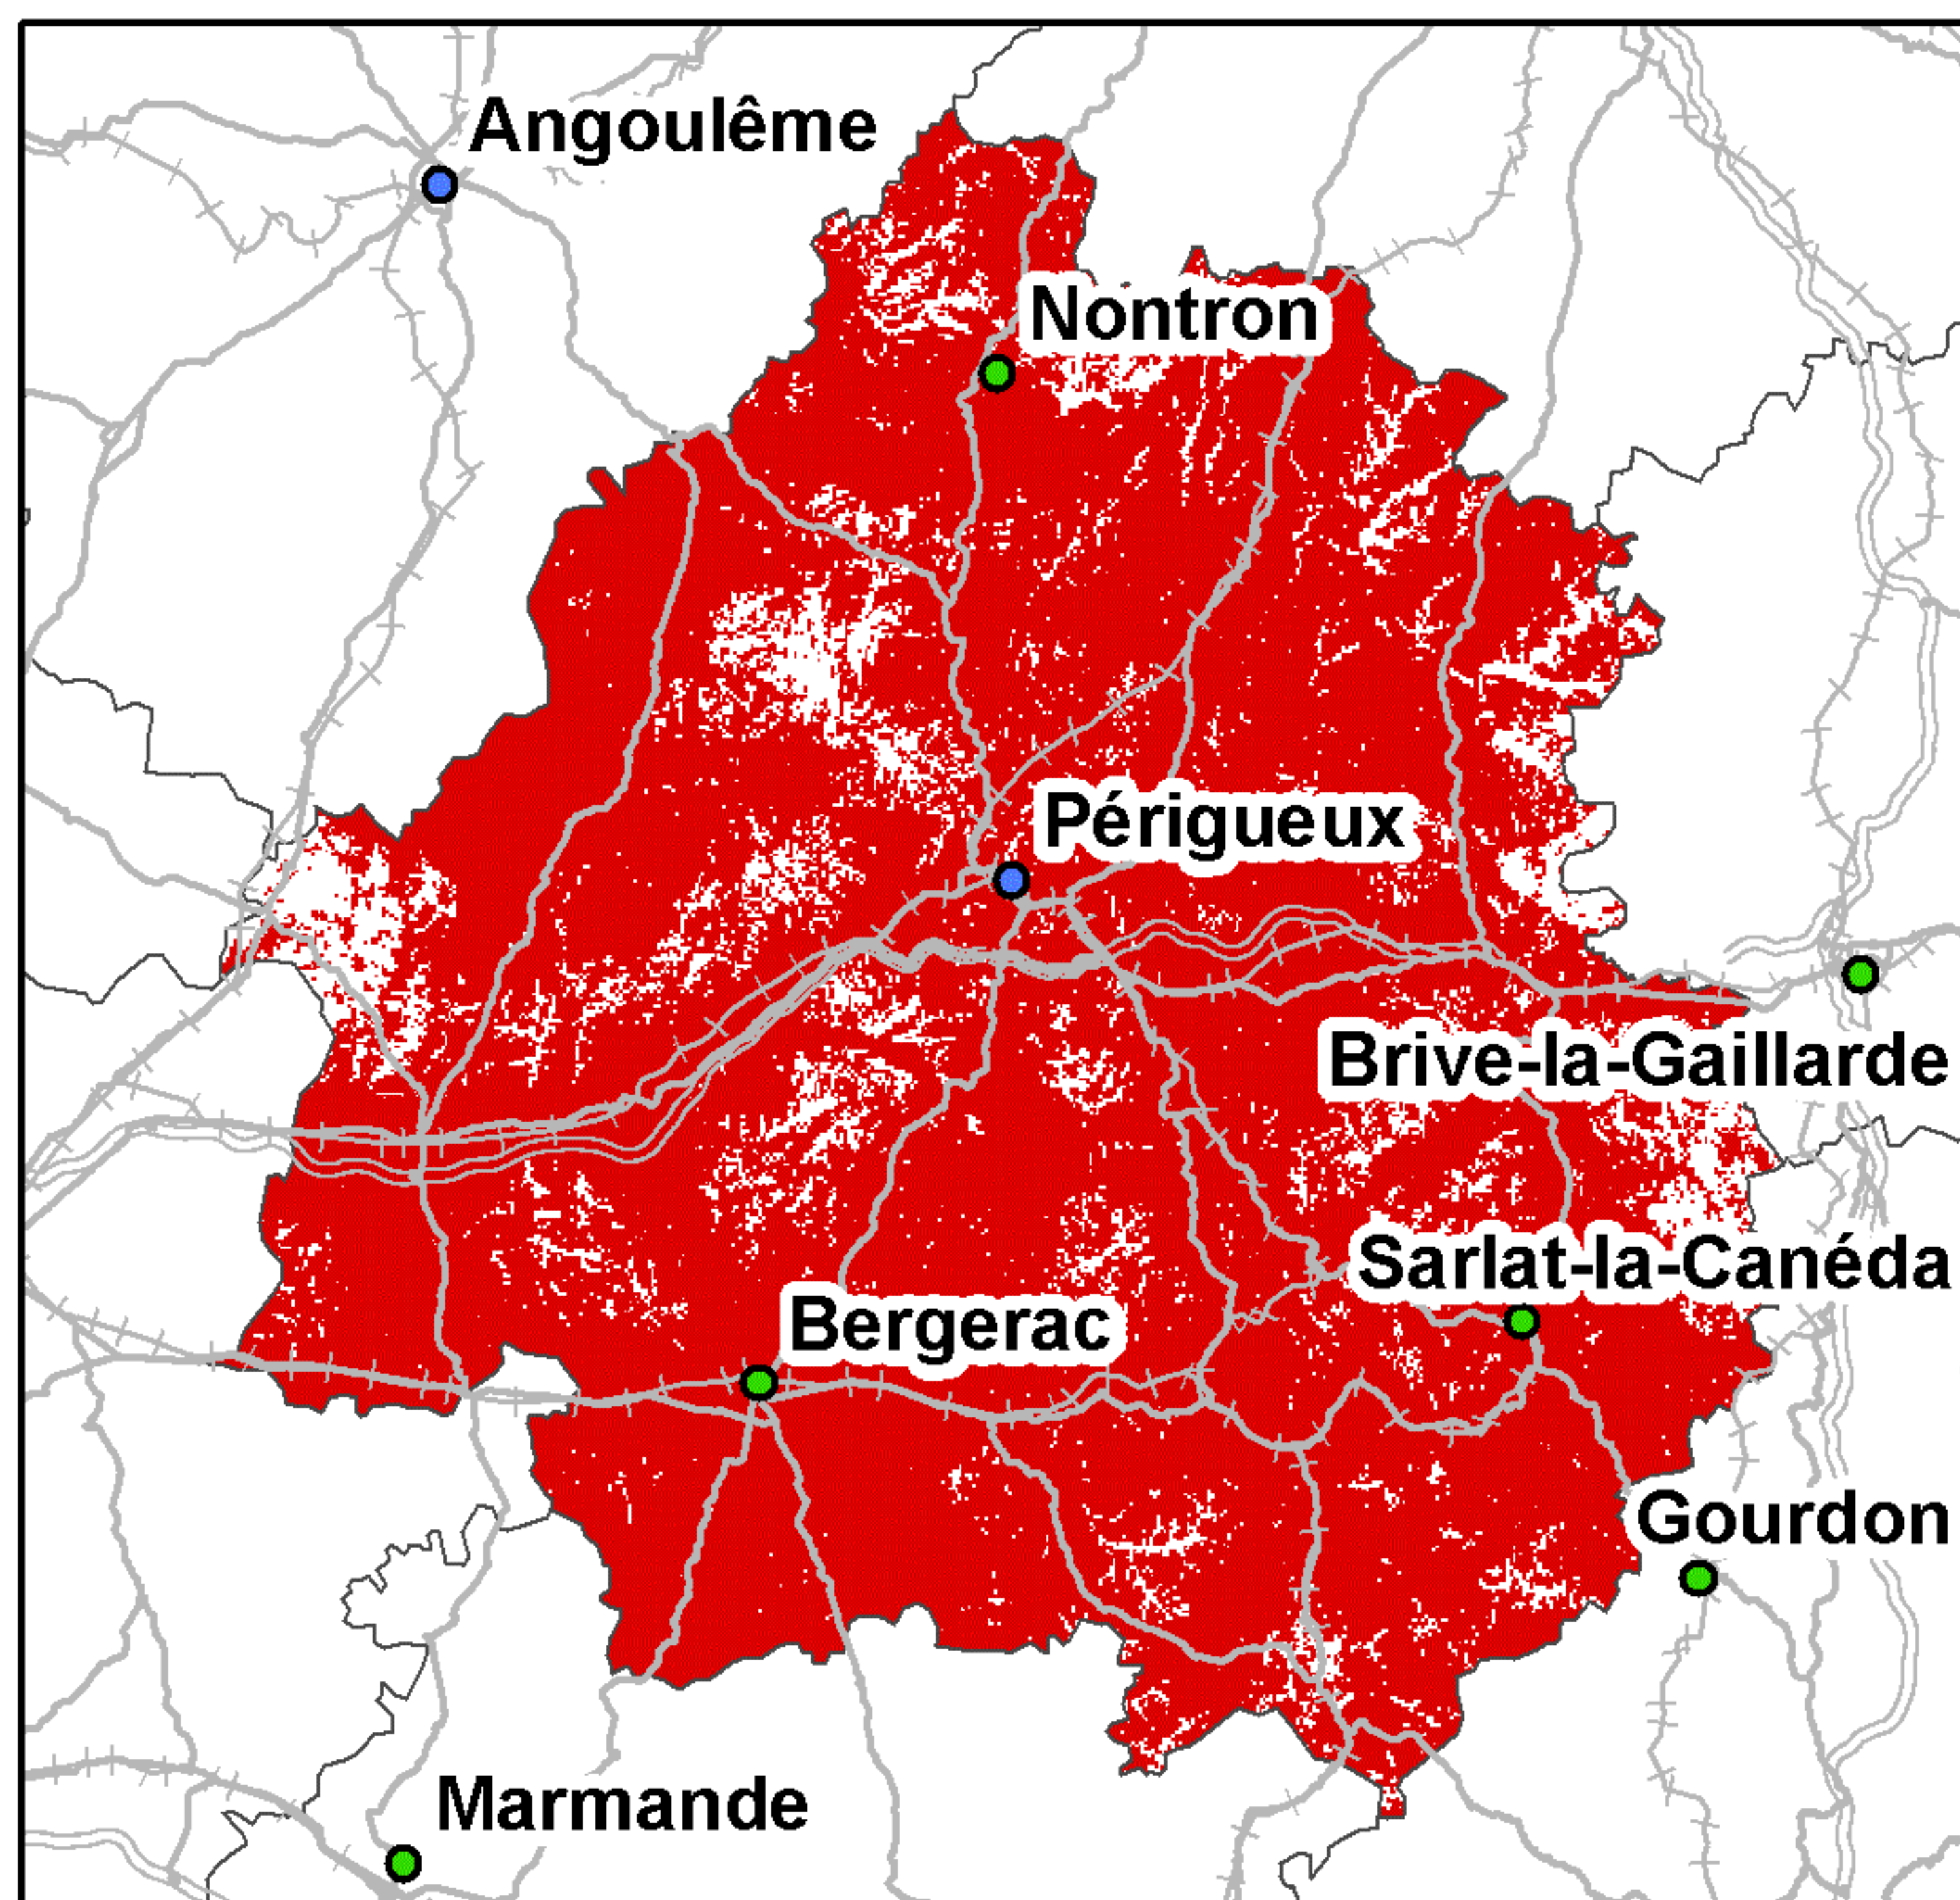 Angoulême
Nontron
Périgueux
Brive-la-Gaillarde
Sarlat-la-Canéda
Bergerac
Gourdon
Marmande